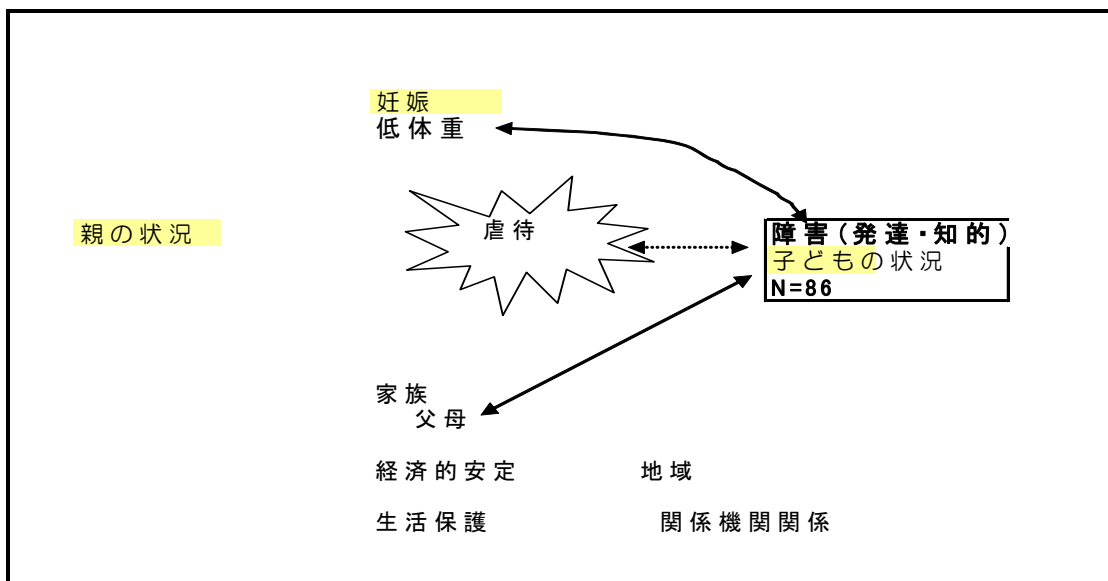 妊娠
低体重
親の状況
虐待
障害(発達・知的)
子どもの状況
N=86
家族
父母
経済的安定 地域
生活保護 関係機関関係